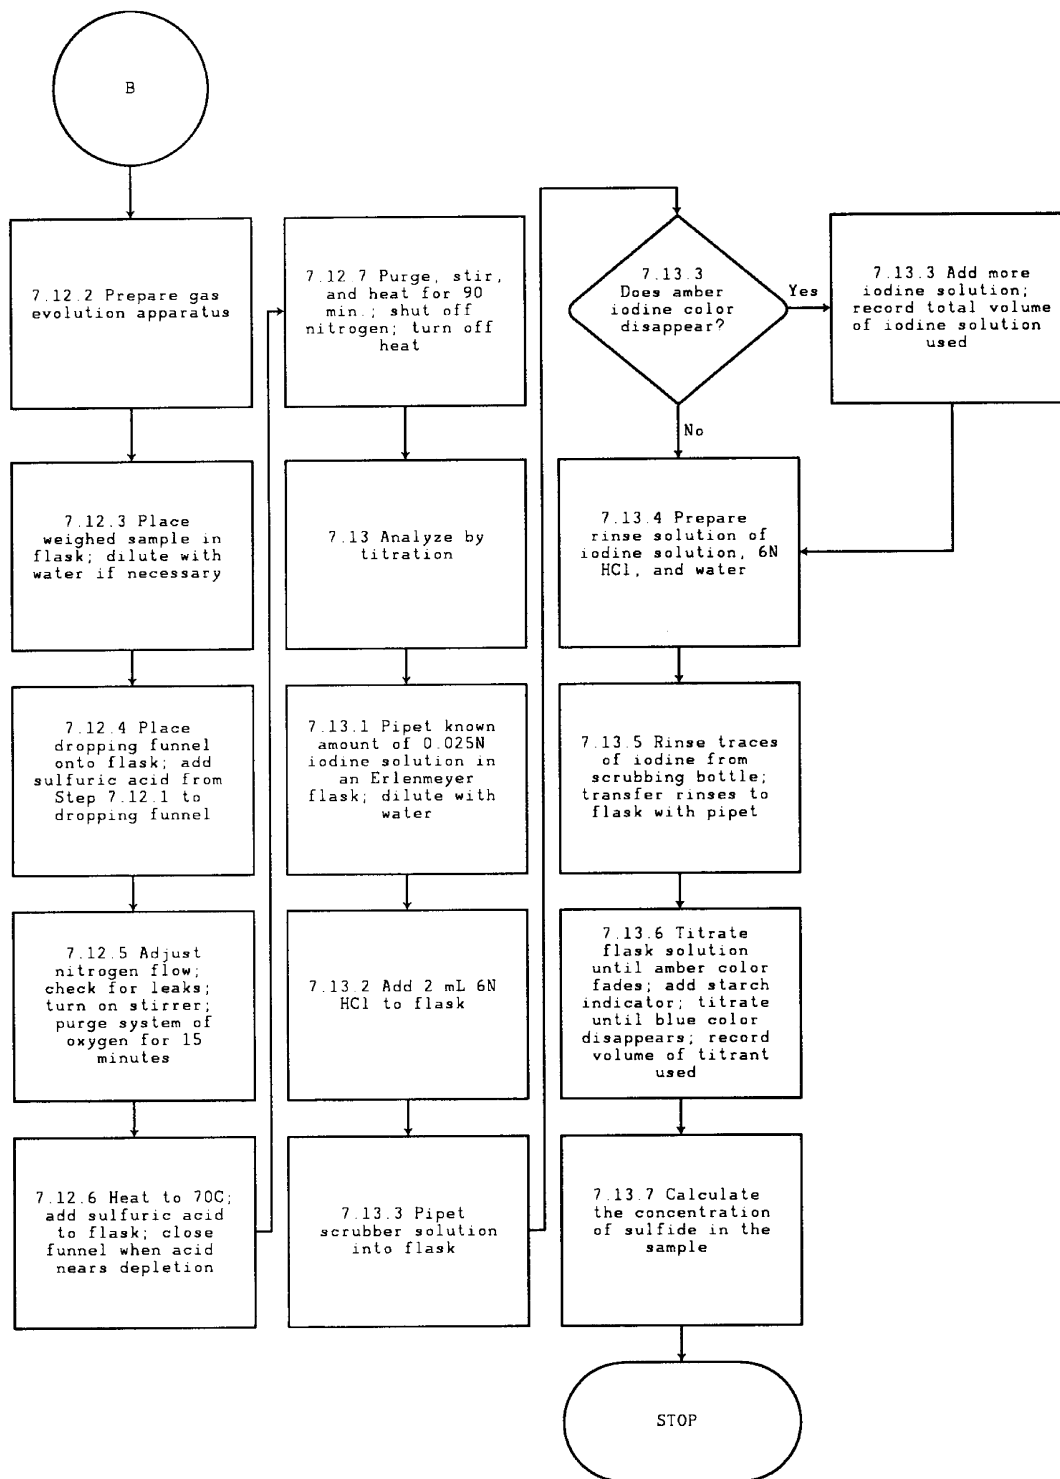 B
7.12.2 Prepare gas
evolution apparatus
7.12.3 Place
weighed sample in
flask; dilute with
water if necessary
7.12.4 Place
dropping funnel
onto flask; add
sulfuric acid from
Step 7.12.1 to
dropping funnel
7.12.5 Adjust
nitrogen flow;
check for leaks;
turn on stirrer;
purge system of
oxygen for 15
minutes
7.12.6 Heat to 70C;
add sulfuric acid
to flask; close
funnel when acid
nears depletion
7.12.7 Purge, stir,
and heat for 90
min.; shut off
nitrogen; turn off
heat
7.13 Analyze by
titration
7.13.1 Pipet known
amount of 0.025N
iodine solution in
an Erlenmeyer
flask; dilute with
water
7.13.2 Add 2 mL 6N
HCl to flask
7.13.3 Pipet
scrubber solution
into flask
7.13.3
Does amber
iodine color
disappear?
Yes
7.13.3 Add more
iodine solution;
record total volume
of iodine solution
used
No
7.13.4 Prepare
rinse solution of
iodine solution, 6N
HCl, and water
7.13.5 Rinse traces
of iodine from
scrubbing bottle;
transfer rinses to
flask with pipet
7.13.6 Titrate
flask solution
until amber color
fades; add starch
indicator; titrate
until blue color
disappears; record
volume of titrant
used
7.13.7 Calculate
the concentration
of sulfide in the
sample
STOP